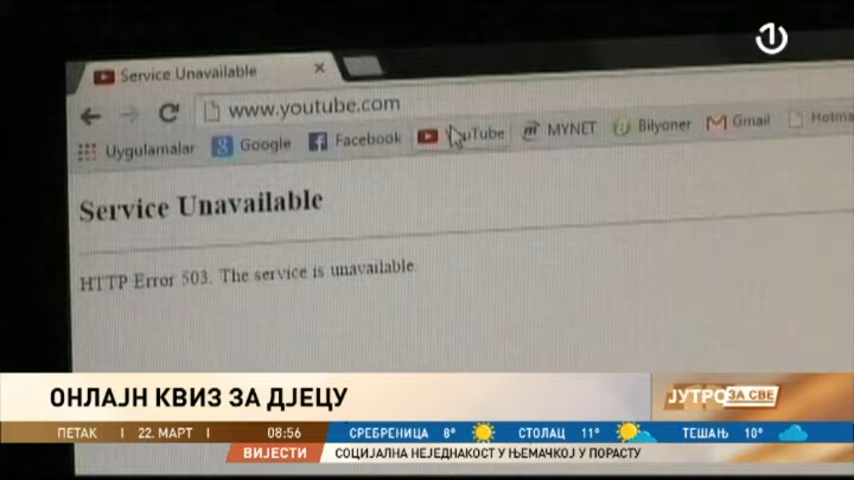 1
Service Unavailable
www.youtube.com
Uygulamalar Google Facebook YouTube MYNET Bilyoner Gmail Hotma
Service Unavailable
HTTP Error 503. The service is unavailable.
ОНЛАЈН КВИЗ ЗА ДЈЕЦУ
ЈУТРО ЗА СВЕ
ПЕТАК | 22. МАРТ | 08:56 СРЕБРЕНИЦА 8° СТОЛАЦ 11° ТЕШАЊ 10°
ВИЈЕСТИ СОЦИЈАЛНА НЕЈЕДНАКОСТ У ЊЕМАЧКОЈ У ПОРАСТУ